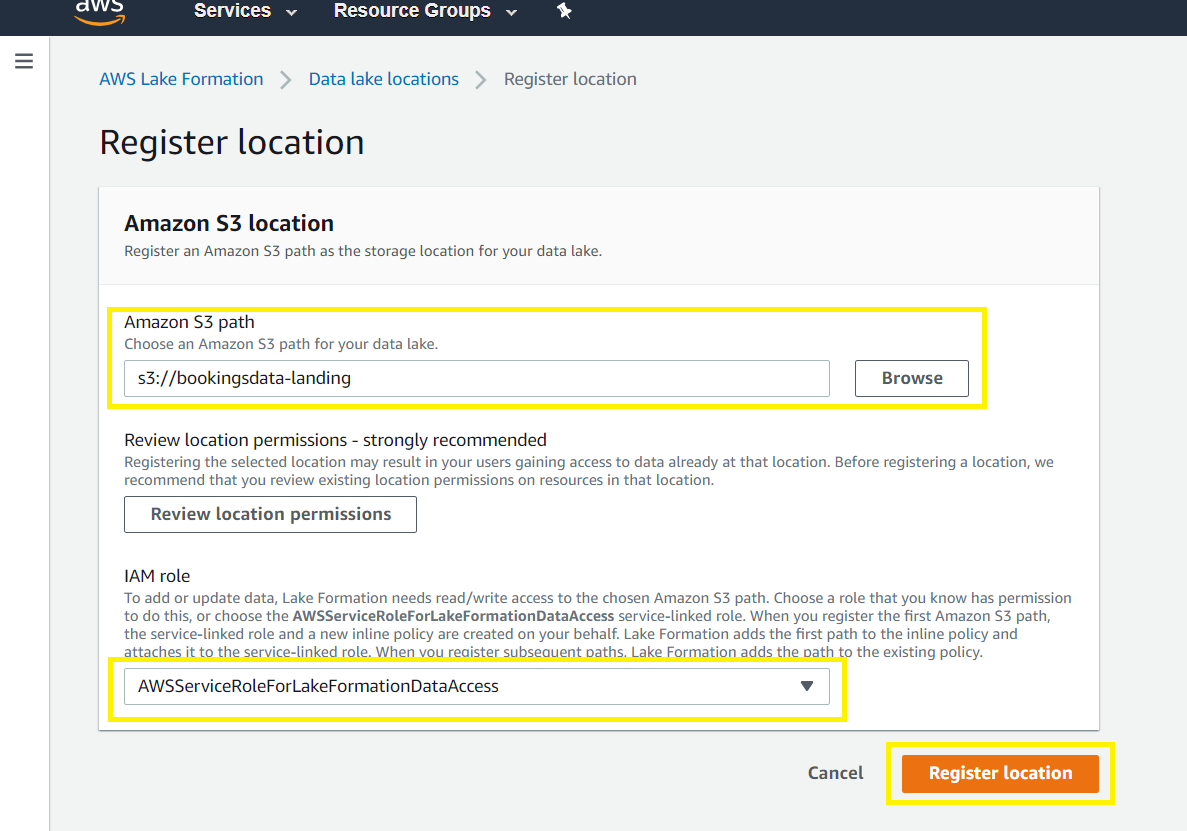 aws Services Resource Groups
AWS Lake Formation Data lake locations Register location
Register location
Amazon S3 location
Register an Amazon S3 path as the storage location for your data lake.
Amazon S3 path
Choose an Amazon S3 path for your data lake.
s3://bookingsdata-landing Browse
Review location permissions - strongly recommended
Registering the selected location may result in your users gaining access to data already at that location. Before registering a location, we
recommend that you review existing location permissions on resources in that location.
Review location permissions
IAM role
To add or update data, Lake Formation needs read/write access to the chosen Amazon S3 path. Choose a role that you know has permission
to do this, or choose the AWSServiceRoleForLakeFormationDataAccess service-linked role. When you register the first Amazon S3 path,
the service-linked role and a new inline policy are created on your behalf. Lake Formation adds the first path to the inline policy and
attaches it to the service-linked role. When you register subsequent paths, Lake Formation adds the path to the existing policy.
AWSServiceRoleForLakeFormationDataAccess
Cancel Register location